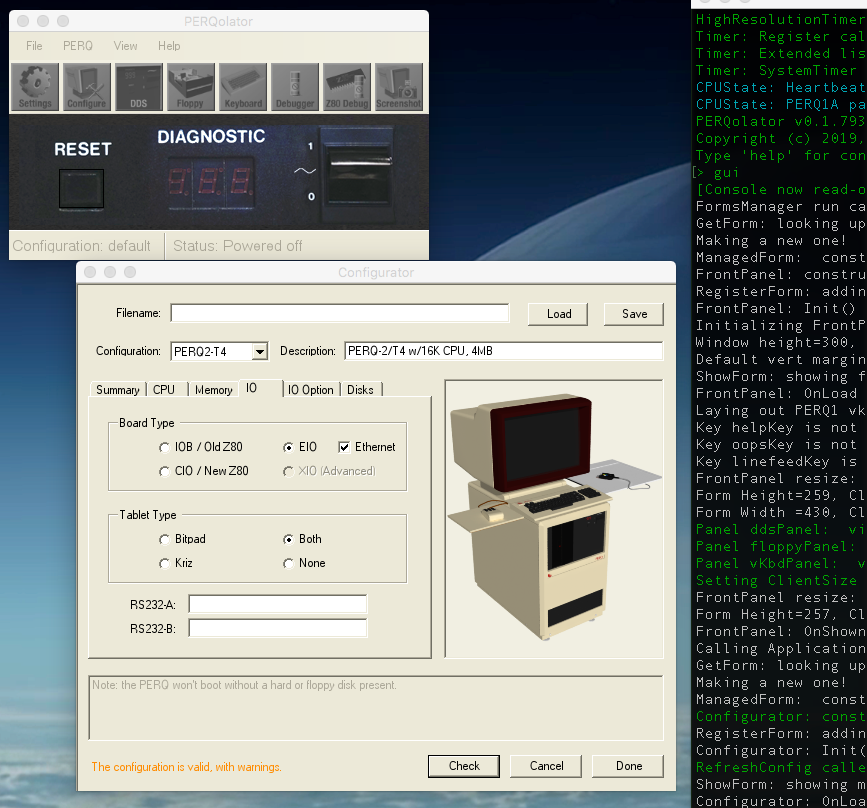 PERQolator
File PERQ View Help
Settings Configure DDS Floppy Keyboard Debugger Z80 Debug Screenshot
RESET DIAGNOSTIC
1
0
Configuration: default Status: Powered off
Configurator
Filename: Load Save
Configuration: PERQ2-T4 Description: PERQ-2/T4 w/16K CPU, 4MB
Summary CPU Memory IO IO Option Disks
Board Type
IOB / Old Z80 EIO Ethernet
CIO / New Z80 XIO (Advanced)
Tablet Type
Bitpad Both
Kriz None
RS232-A:
RS232-B:
Note: the PERQ won't boot without a hard or floppy disk present.
The configuration is valid, with warnings.
Check Cancel Done
HighResolutionTimer
Timer: Register cal
Timer: Extended lis
Timer: SystemTimer
CPUState: Heartbeat
CPUState: PERQ1A pa
PERQolator v0.1.793
Copyright (c) 2019,
Type 'help' for con
[> gui
[Console now read-o
FormsManager run ca
GetForm: looking up
Making a new one!
ManagedForm: const
FrontPanel: constru
RegisterForm: addin
FrontPanel: Init()
Initializing FrontP
Window height=300,
Default vert margin
ShowForm: showing f
FrontPanel: OnLoad
Laying out PERQ1 vk
Key helpKey is not
Key oopsKey is not
Key linefeedKey is
FrontPanel resize:
Form Height=259, Cl
Form Width =430, Cl
Panel ddsPanel: vi
Panel floppyPanel:
Panel vKbdPanel: v
Setting ClientSize
FrontPanel resize:
Form Height=257, Cl
FrontPanel: OnShown
Calling Application
GetForm: looking up
Making a new one!
ManagedForm: const
Configurator: const
RegisterForm: addin
Configurator: Init(
RefreshConfig calle
ShowForm: showing m
Configurator: OnLoa